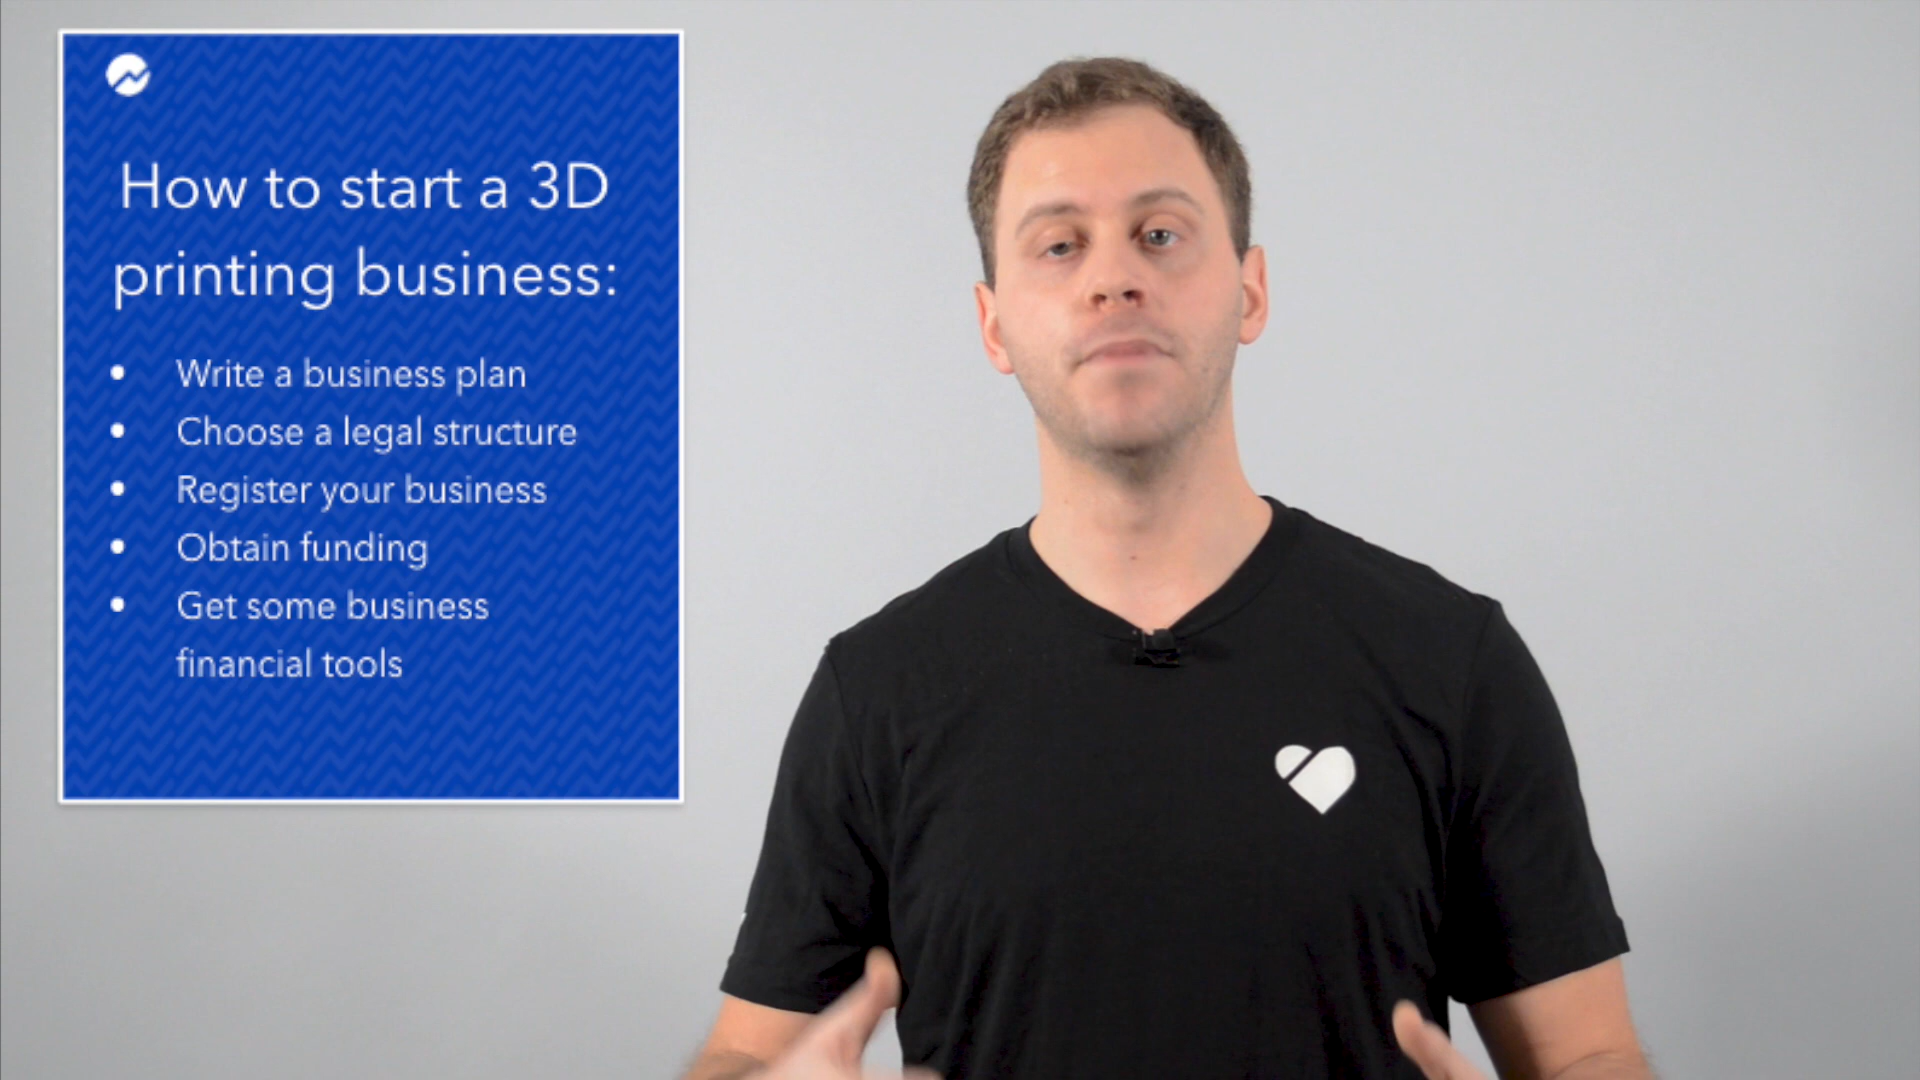 How to start a 3D
printing business:
• Write a business plan
• Choose a legal structure
• Register your business
• Obtain funding
• Get some business
financial tools